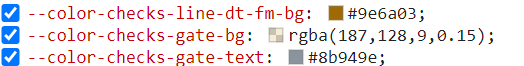 --color-checks-line-dt-fm-bg: #9e6a03;
--color-checks-gate-bg: rgba(187,128,9,0.15);
--color-checks-gate-text: #8b949e;